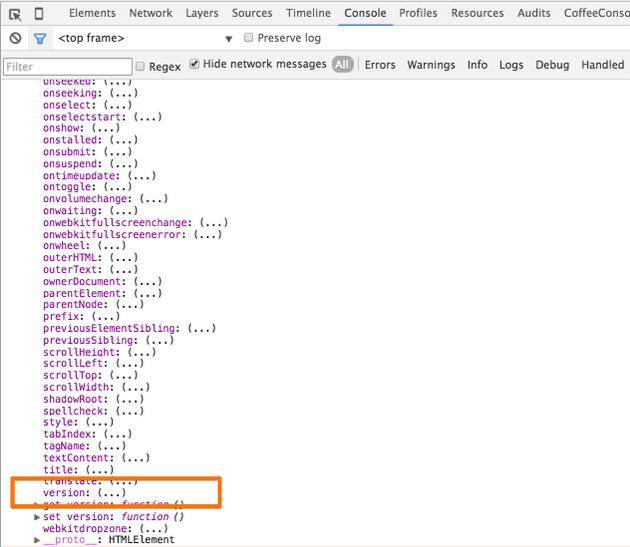 Elements Network Layers Sources Timeline Console Profiles Resources Audits CoffeeConso
<top frame> ▼ Preserve log
Filter Regex Hide network messages All Errors Warnings Info Logs Debug Handled
onseeked: (...)
onseeking: (...)
onselect: (...)
onselectstart: (...)
onshow: (...)
onstalled: (...)
onsubmit: (...)
onsuspend: (...)
ontimeupdate: (...)
ontoggle: (...)
onvolumechange: (...)
onwaiting: (...)
onwebkitfullscreenchange: (...)
onwebkitfullscreenerror: (...)
onwheel: (...)
outerHTML: (...)
outerText: (...)
ownerDocument: (...)
parentElement: (...)
parentNode: (...)
prefix: (...)
previousElementSibling: (...)
previousSibling: (...)
scrollHeight: (...)
scrollLeft: (...)
scrollTop: (...)
scrollWidth: (...)
shadowRoot: (...)
spellcheck: (...)
style: (...)
tabIndex: (...)
tagName: (...)
textContent: (...)
title: (...)
translate: (...)
version: (...)
▶ get version: function ()
▶ set version: function ()
webkitdropzone: (...)
▶ __proto__: HTMLElement